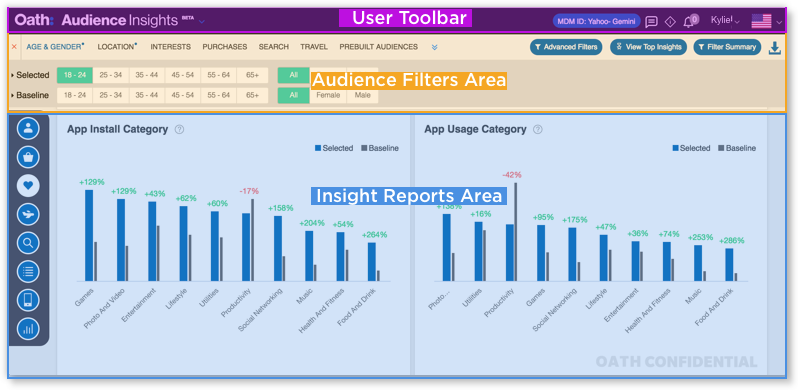 Oath: Audience Insights BETA
User Toolbar
MDM ID: Yahoo- Gemini
0
Kylie
× AGE & GENDER LOCATION INTERESTS PURCHASES SEARCH TRAVEL PREBUILT AUDIENCES
Advanced Filters View Top Insights Filter Summary
Selected 18 - 24 25 - 34 35 - 44 45 - 54 55 - 64 65+ All
Audience Filters Area
Baseline 18 - 24 25 - 34 35 - 44 45 - 54 55 - 64 65+ All Female Male
App Install Category ?
Selected Baseline
+129% +129% +43% +62% +60% -17% +158% +204% +54% +264%
Games Photo And Video Entertainment Lifestyle Utilities Productivity Social Networking Music Health And Fitness Food And Drink
Insight Reports Area
App Usage Category ?
Selected Baseline
+16% -42% +95% +175% +47% +36% +74% +253% +286%
Photo ... Utilities Productivity Games Social Networking Lifestyle Entertainment Health And Fitness Music Food And Drink
OATH CONFIDENTIAL